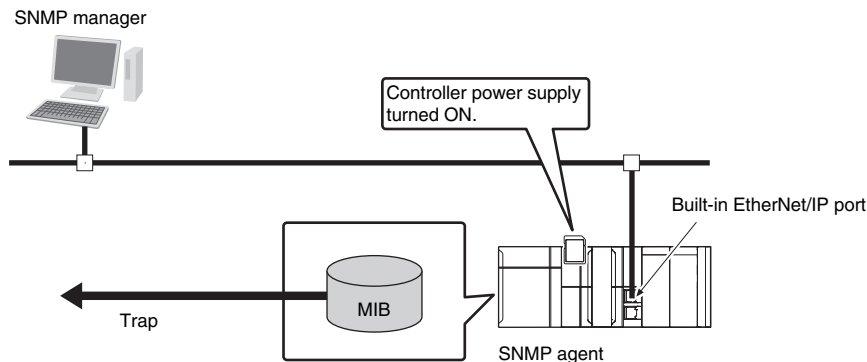 SNMP manager
Controller power supply
turned ON.
Built-in EtherNet/IP port
MIB
Trap
SNMP agent